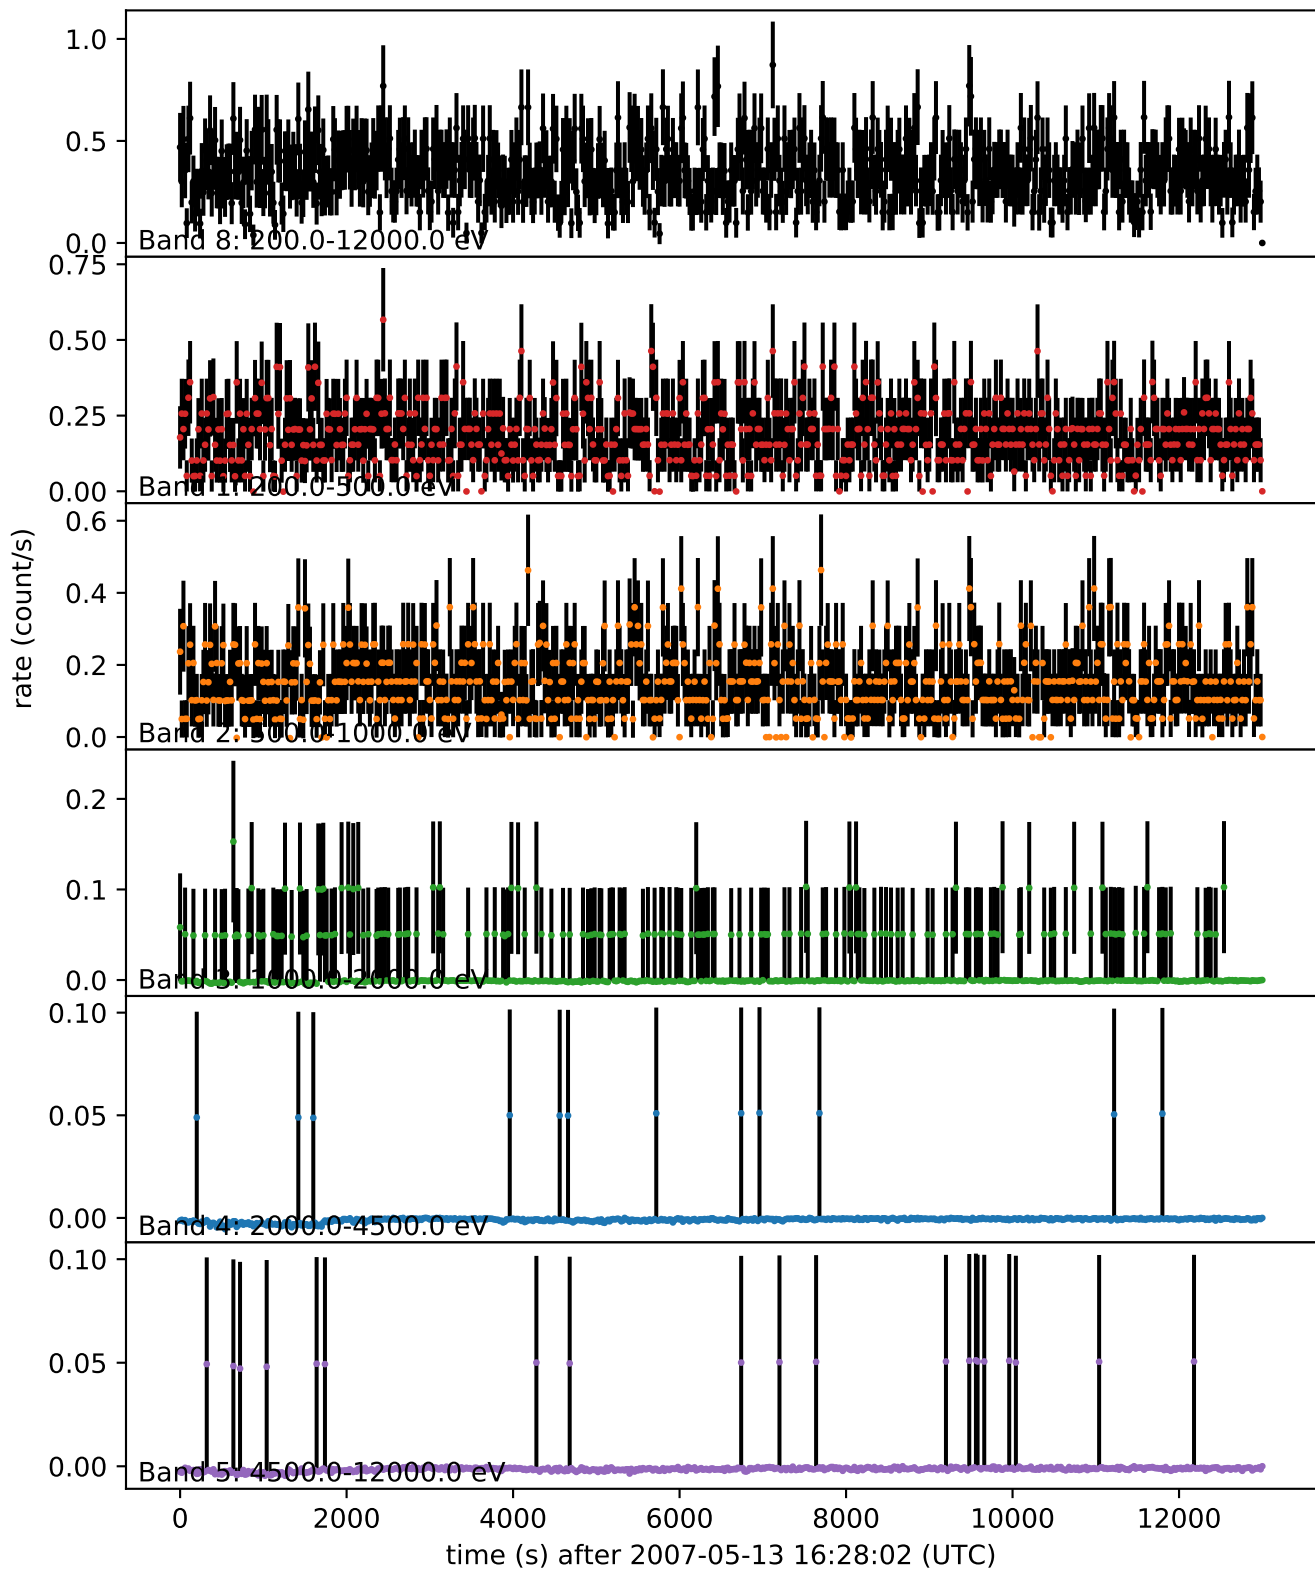 1.0
0.5
0.0
Band 8: 200.0-12000.0 eV
0.75
0.50
0.25
0.00
Band 1: 200.0-500.0 eV
0.6
0.4
0.2
0.0
Band 2: 500.0-1000.0 eV
rate (count/s)
0.2
0.1
0.0
Band 3: 1000.0-2000.0 eV
0.10
0.05
0.00
Band 4: 2000.0-4500.0 eV
0.10
0.05
0.00
Band 5: 4500.0-12000.0 eV
0 2000 4000 6000 8000 10000 12000
time (s) after 2007-05-13 16:28:02 (UTC)